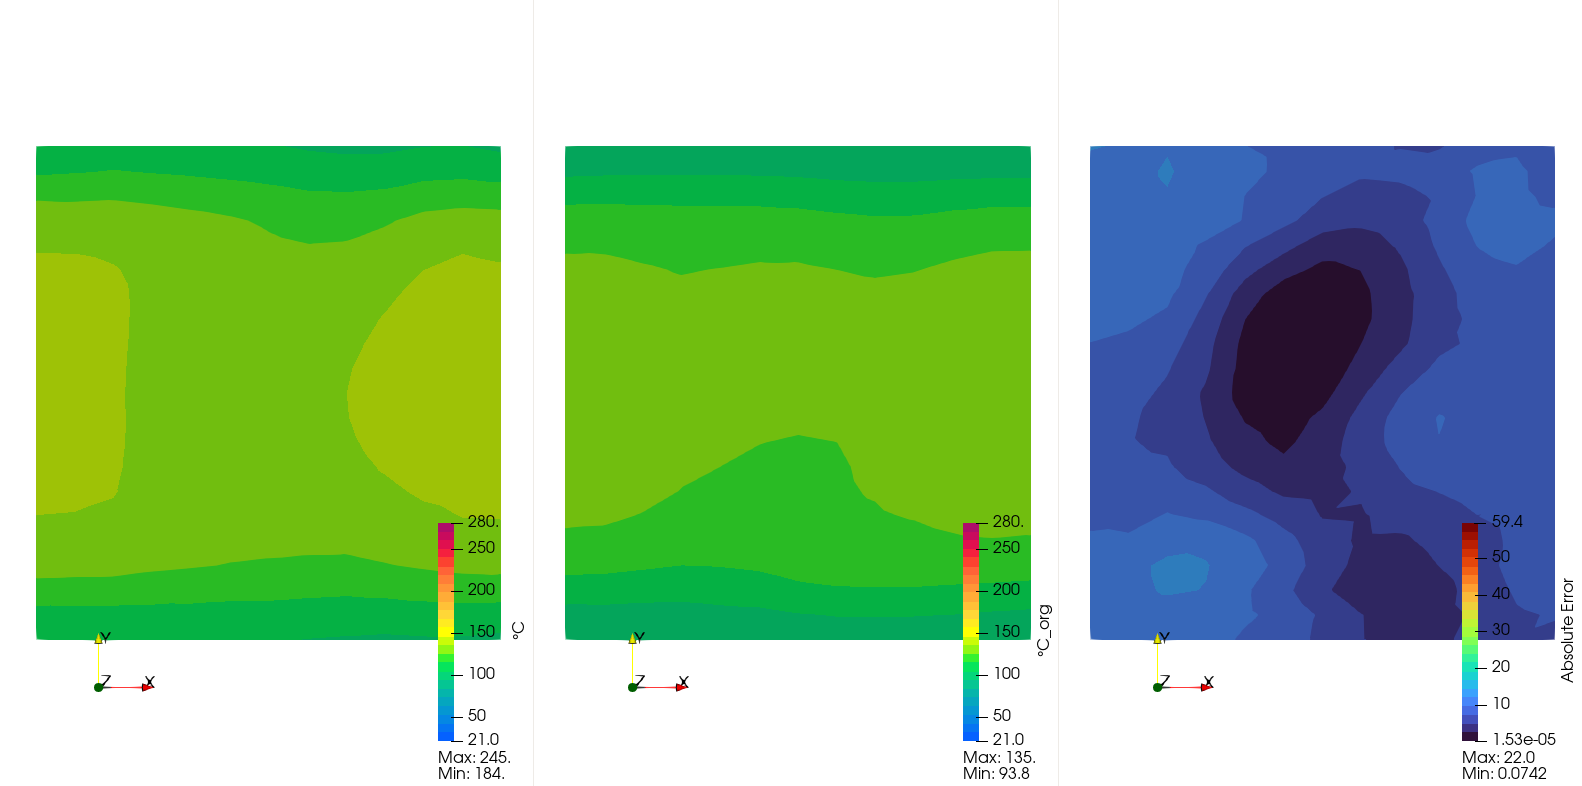 280.
250
200
150
100
50
21.0
Max: 245.
Min: 184.
°C
Y
Z
X
280.
250
200
150
100
50
21.0
Max: 135.
Min: 93.8
°C_org
Y
Z
X
59.4
50
40
30
20
10
1.53e-05
Max: 22.0
Min: 0.0742
Absolute Error
Y
Z
X